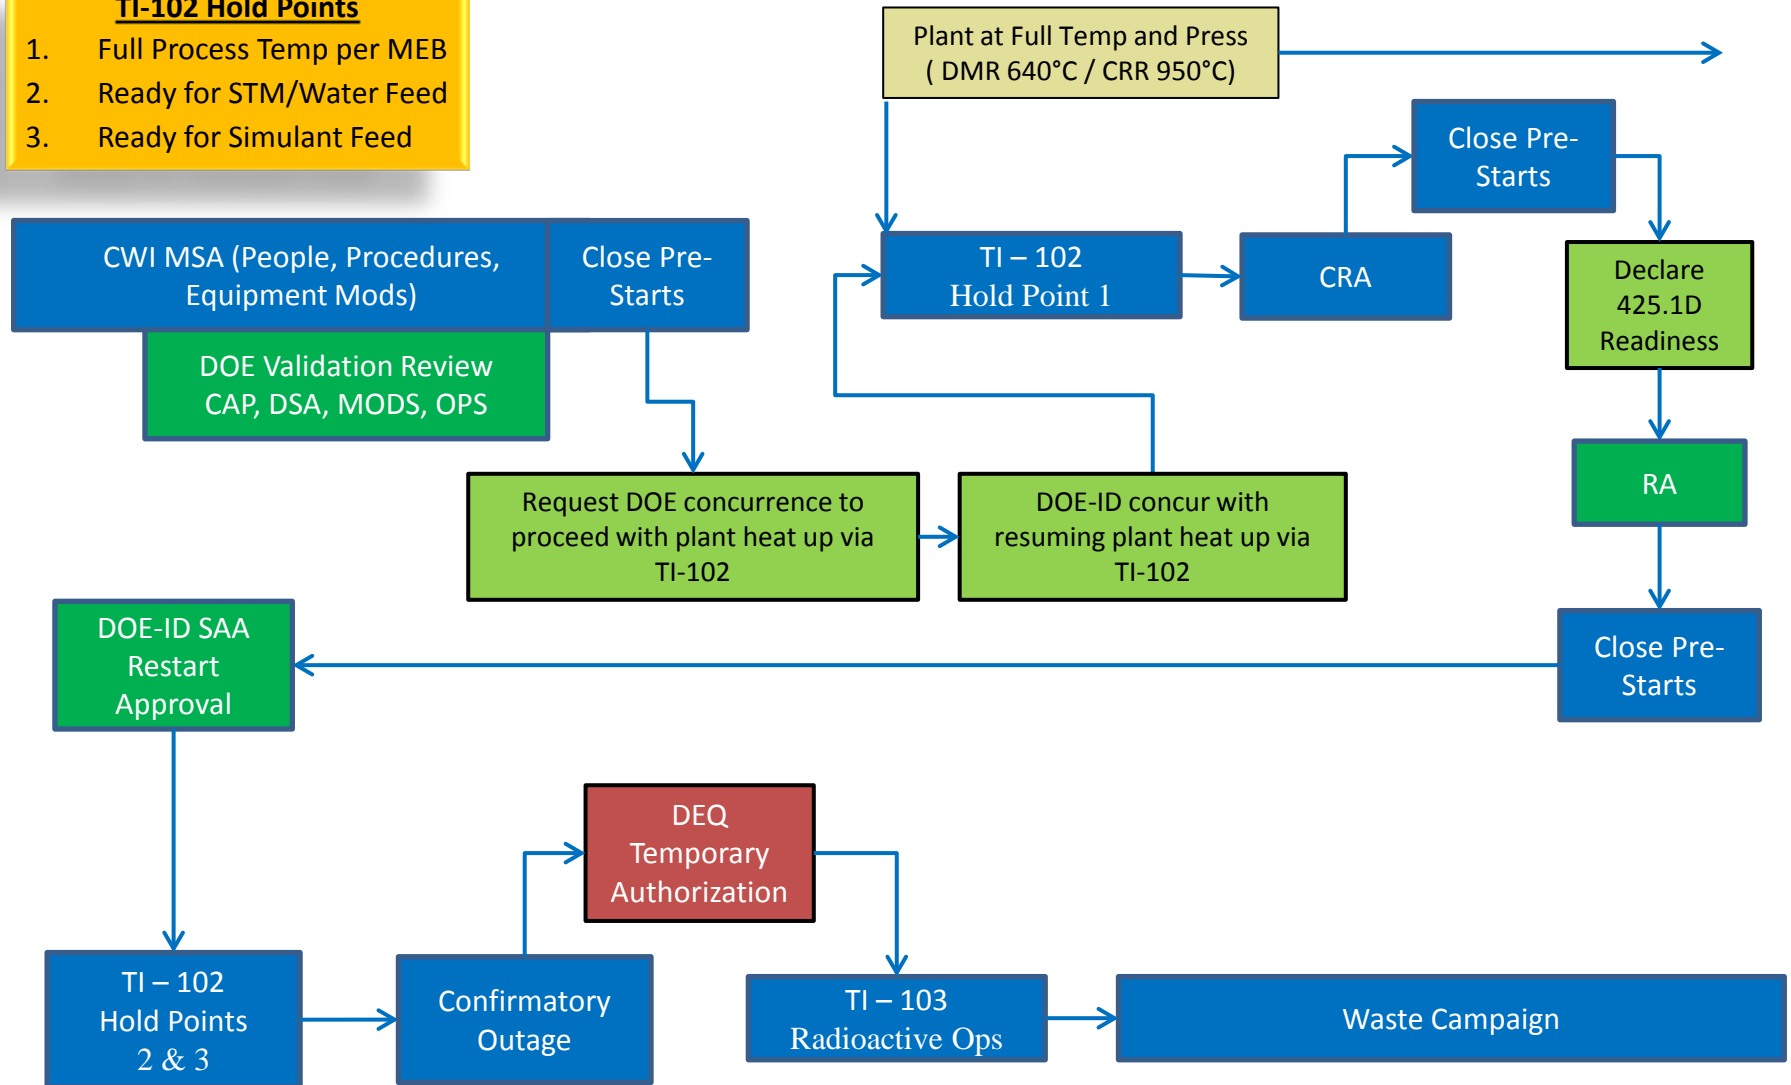 TI-102 Hold Points
1. Full Process Temp per MEB
2. Ready for STM/Water Feed
3. Ready for Simulant Feed
Plant at Full Temp and Press
( DMR 640°C / CRR 950°C)
CWI MSA (People, Procedures,
Equipment Mods)
Close Pre-
Starts
DOE Validation Review
CAP, DSA, MODS, OPS
Request DOE concurrence to
proceed with plant heat up via
TI-102
DOE-ID concur with
resuming plant heat up via
TI-102
TI – 102
Hold Point 1
CRA
Close Pre-
Starts
Declare
425.1D
Readiness
RA
Close Pre-
Starts
DOE-ID SAA
Restart
Approval
TI – 102
Hold Points
2 & 3
Confirmatory
Outage
DEQ
Temporary
Authorization
TI – 103
Radioactive Ops
Waste Campaign